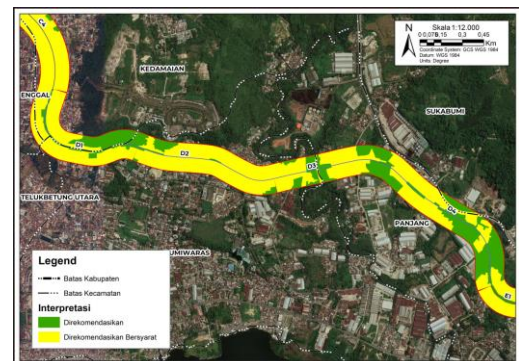 N
Skala 1:12.000
0 0,075 0,15 0,3 0,45
Km
Coordinate System: GCS WGS 1984
Datum: WGS 1984
Units: Degree
C4
KEDAMAIAN
ENGGAL
SUKABUMI
D1
D2
D3
TELUKBETUNG UTARA
D4
PANJANG
UMIWARAS
E1
Legend
Batas Kabupaten
Batas Kecamatan
Interpretasi
Direkomendasikan
Direkomendasikan Bersyarat